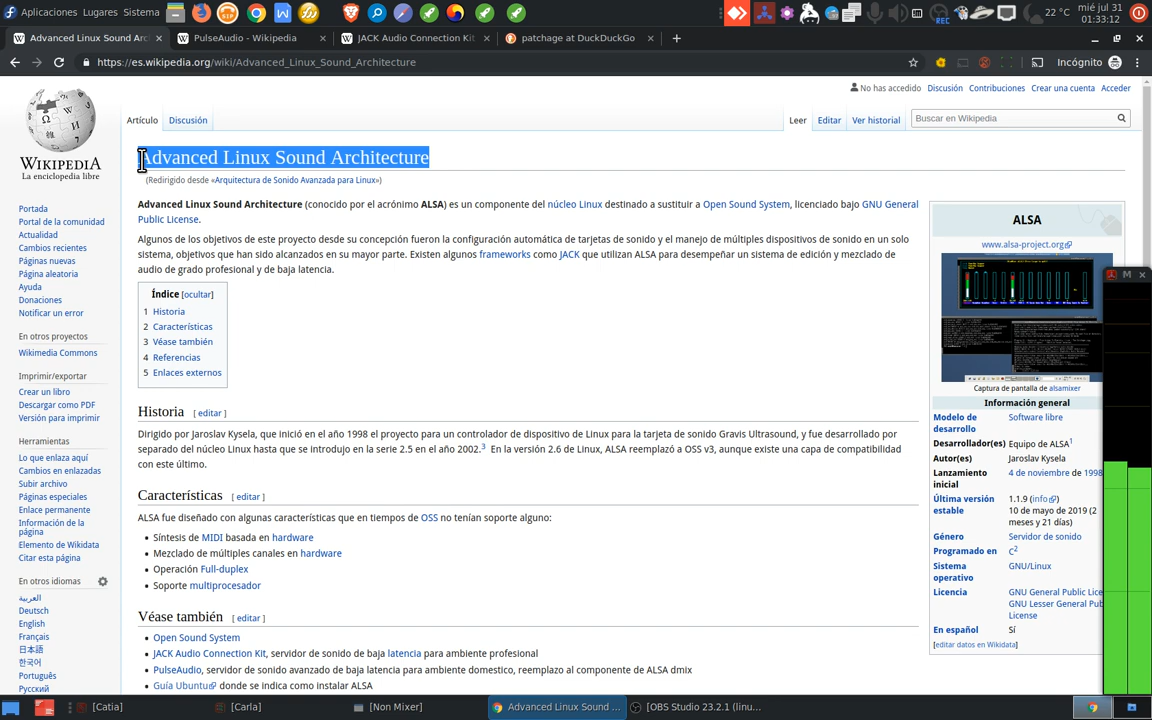 Aplicaciones Lugares Sistema
22 °C mié jul 31
01:33:12
REC
Advanced Linux Sound Arc
PulseAudio - Wikipedia
JACK Audio Connection Kit
patchage at DuckDuckGo
https://es.wikipedia.org/wiki/Advanced_Linux_Sound_Architecture
Incógnito
No has accedido Discusión Contribuciones Crear una cuenta Acceder
Artículo Discusión Leer Editar Ver historial Buscar en Wikipedia
WIKIPEDIA
La enciclopedia libre
Portada
Portal de la comunidad
Actualidad
Cambios recientes
Páginas nuevas
Página aleatoria
Ayuda
Donaciones
Notificar un error
En otros proyectos
Wikimedia Commons
Imprimir/exportar
Crear un libro
Descargar como PDF
Versión para imprimir
Herramientas
Lo que enlaza aquí
Cambios en enlazadas
Subir archivo
Páginas especiales
Enlace permanente
Información de la
página
Elemento de Wikidata
Citar esta página
En otros idiomas
العربية
Deutsch
English
Français
日本語
한국어
Português
Русский
Advanced Linux Sound Architecture
(Redirigido desde «Arquitectura de Sonido Avanzada para Linux»)
Advanced Linux Sound Architecture (conocido por el acrónimo ALSA) es un componente del núcleo Linux destinado a sustituir a Open Sound System, licenciado bajo GNU General
Public License.
Algunos de los objetivos de este proyecto desde su concepción fueron la configuración automática de tarjetas de sonido y el manejo de múltiples dispositivos de sonido en un solo
sistema, objetivos que han sido alcanzados en su mayor parte. Existen algunos frameworks como JACK que utilizan ALSA para desempeñar un sistema de edición y mezclado de
audio de grado profesional y de baja latencia.
Índice [ocultar]
1 Historia
2 Características
3 Véase también
4 Referencias
5 Enlaces externos
Historia [ editar ]
Dirigido por Jaroslav Kysela, que inició en el año 1998 el proyecto para un controlador de dispositivo de Linux para la tarjeta de sonido Gravis Ultrasound, y fue desarrollado por
separado del núcleo Linux hasta que se introdujo en la serie 2.5 en el año 2002.3 En la versión 2.6 de Linux, ALSA reemplazó a OSS v3, aunque existe una capa de compatibilidad
con este último.
Características [ editar ]
ALSA fue diseñado con algunas características que en tiempos de OSS no tenían soporte alguno:
• Síntesis de MIDI basada en hardware
• Mezclado de múltiples canales en hardware
• Operación Full-duplex
• Soporte multiprocesador
Véase también [ editar ]
• Open Sound System
• JACK Audio Connection Kit, servidor de sonido de baja latencia para ambiente profesional
• PulseAudio, servidor de sonido avanzado de baja latencia para ambiente domestico, reemplazo al componente de ALSA dmix
• Guía Ubuntu donde se indica como instalar ALSA
ALSA
www.alsa-project.org
Captura de pantalla de alsamixer
Información general
Modelo de
desarrollo Software libre
Desarrollador(es) Equipo de ALSA1
Autor(es) Jaroslav Kysela
Lanzamiento
inicial 4 de noviembre de 1998
Última versión
estable 1.1.9 (info)
10 de mayo de 2019 (2
meses y 21 días)
Género Servidor de sonido
Programado en C2
Sistema
operativo GNU/Linux
Licencia GNU General Public Lice
GNU Lesser General Pub
License
En español Sí
[editar datos en Wikidata]
M
[Catia] [Carla] [Non Mixer] Advanced Linux Sound ... [OBS Studio 23.2.1 (linu...